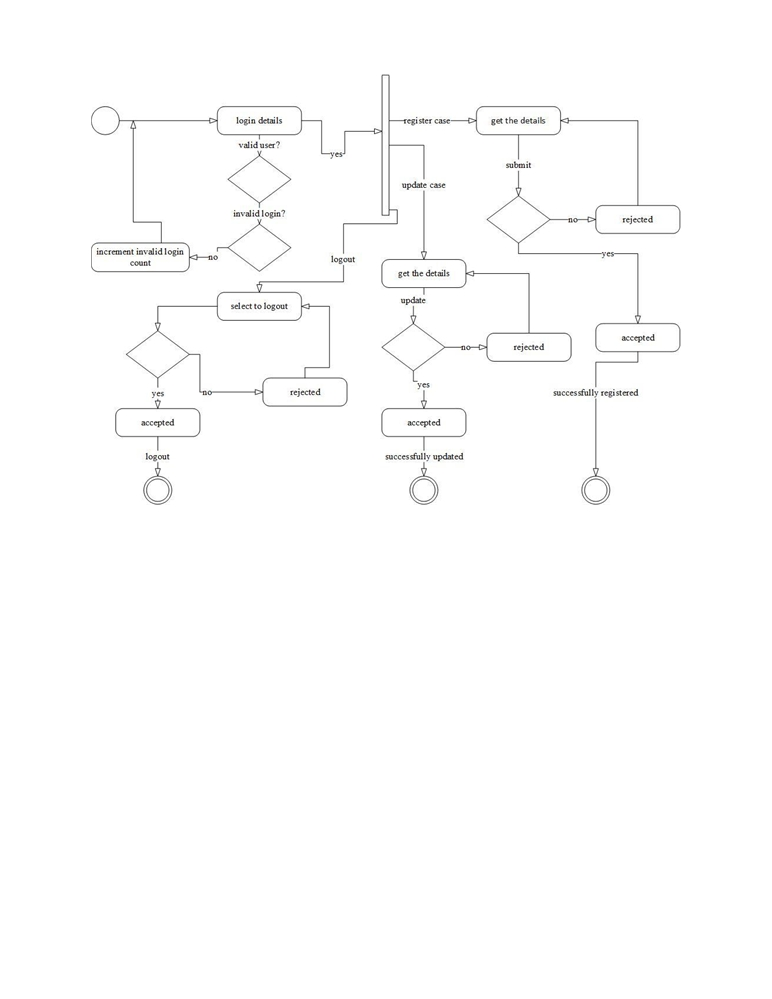 login details
register case
get the details
valid user?
yes
submit
update case
invalid login?
no
rejected
increment invalid login
count
no
logout
yes
get the details
update
select to logout
accepted
no
rejected
yes
no
rejected
yes
successfully registered
accepted
accepted
logout
successfully updated